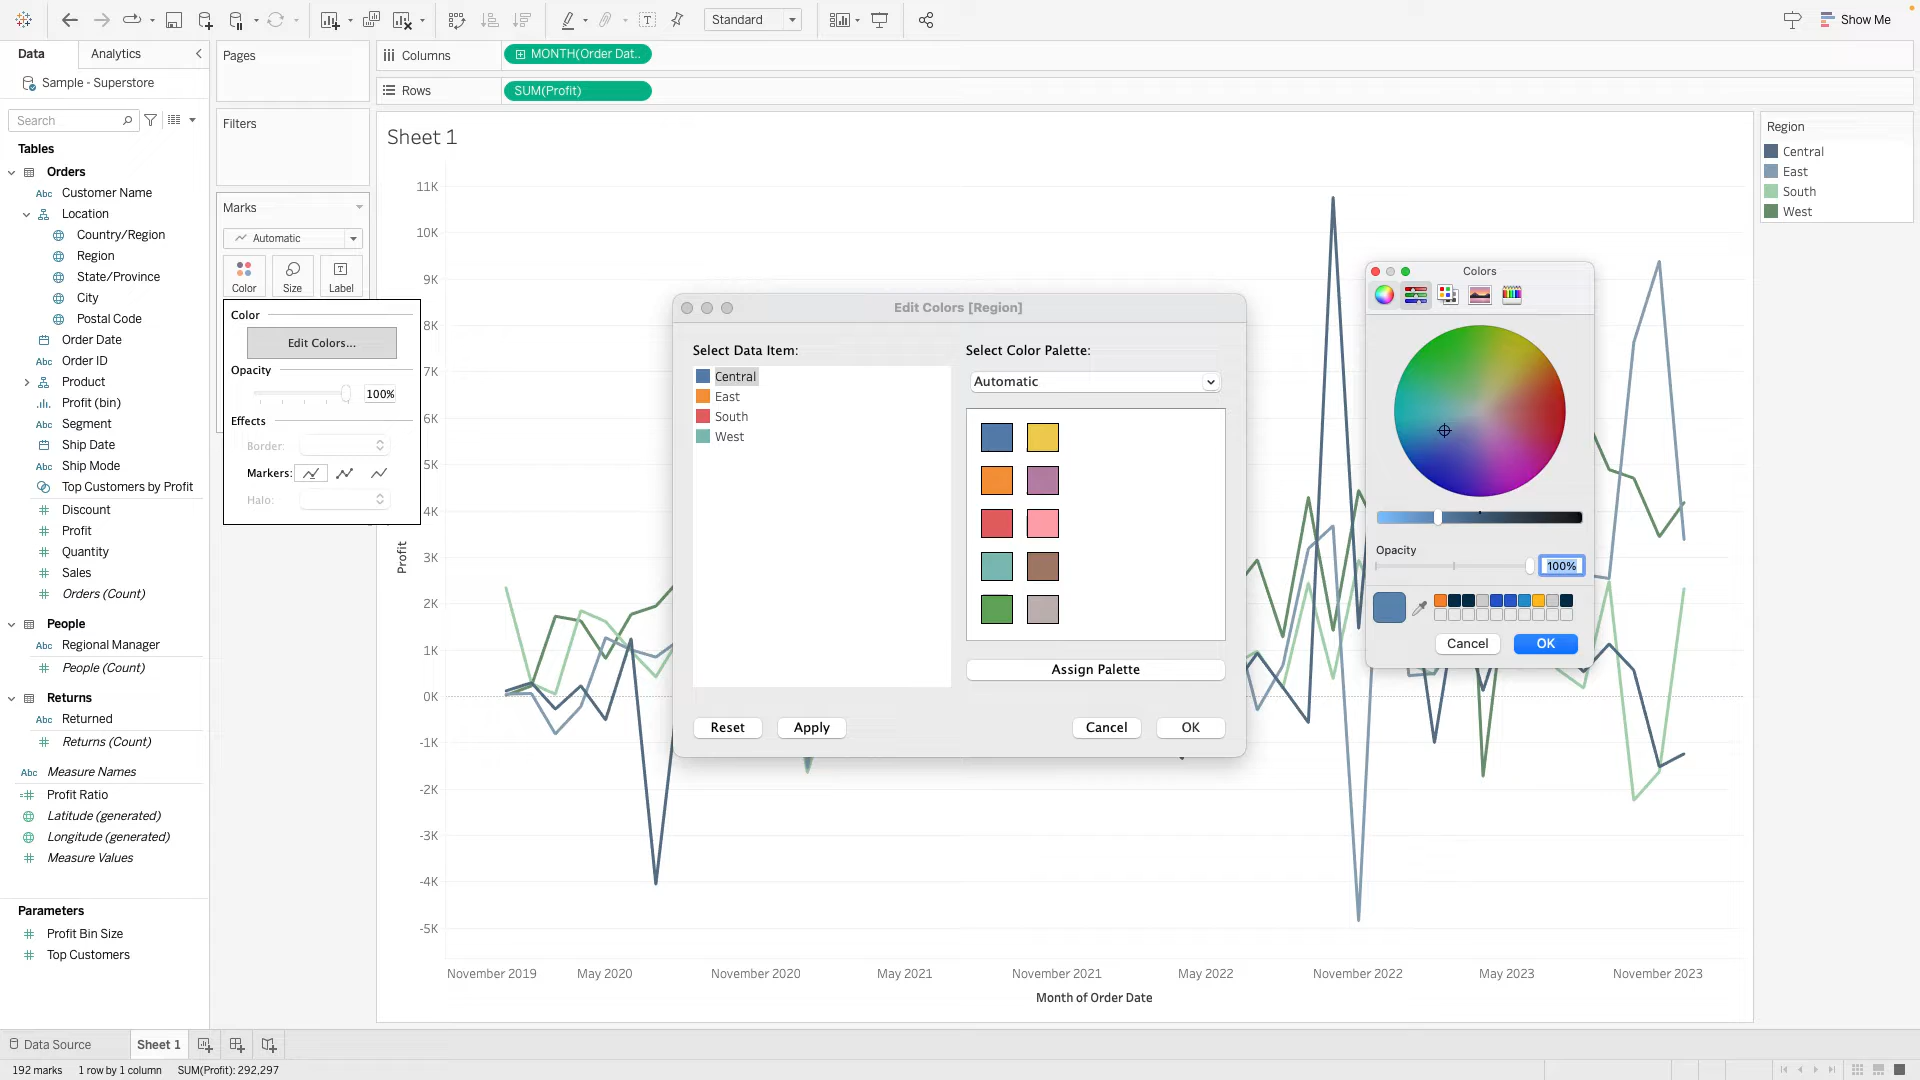 Standard
Show Me
Data
Analytics
Sample - Superstore
Search
Tables
Orders
Abc Customer Name
Location
Country/Region
Region
State/Province
City
Postal Code
Order Date
Abc Order ID
Product
Profit (bin)
Abc Segment
Ship Date
Abc Ship Mode
Top Customers by Profit
Discount
Profit
Quantity
Sales
Orders (Count)
People
Abc Regional Manager
People (Count)
Returns
Abc Returned
Returns (Count)
Abc Measure Names
Profit Ratio
Latitude (generated)
Longitude (generated)
Measure Values
Parameters
Profit Bin Size
Top Customers
Pages
Filters
Marks
Automatic
Color
Size
Label
Color
Edit Colors...
Opacity
100%
Effects
Border:
Markers:
Halo:
Columns
MONTH(Order Dat..
Rows
SUM(Profit)
Sheet 1
11K
10K
9K
8K
7K
6K
5K
4K
3K
2K
1K
0K
-1K
-2K
-3K
-4K
-5K
Profit
November 2019
May 2020
November 2020
May 2021
November 2021
May 2022
November 2022
May 2023
November 2023
Month of Order Date
Edit Colors [Region]
Select Data Item:
Central
East
South
West
Select Color Palette:
Automatic
Assign Palette
Reset
Apply
Cancel
OK
Colors
Opacity
100%
Cancel
OK
Region
Central
East
South
West
Data Source
Sheet 1
192 marks
1 row by 1 column
SUM(Profit): 292,297